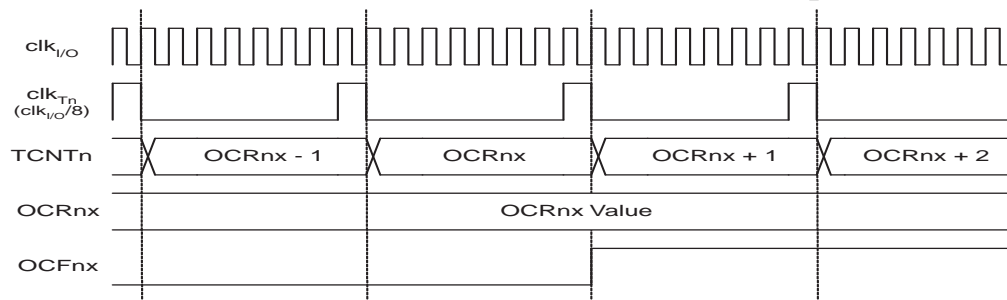 clkI/O
clkTn
(clkI/O/8)
TCNTn OCRnx - 1 OCRnx OCRnx + 1 OCRnx + 2
OCRnx OCRnx Value
OCFnx